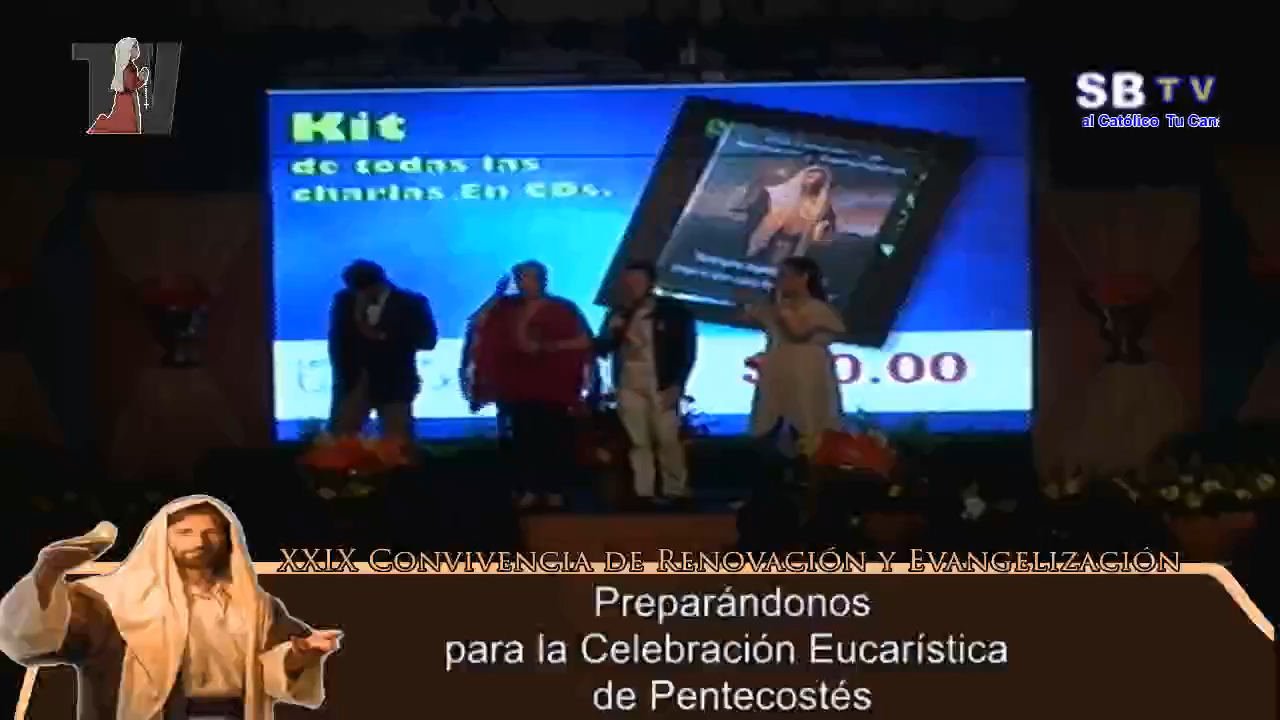 SB TV
al Católico Tu Can
Kit
de todas las
charlas En CDs.
0.00
XXIX CONVIVENCIA DE RENOVACIÓN Y EVANGELIZACIÓN
Preparándonos
para la Celebración Eucarística
de Pentecostés